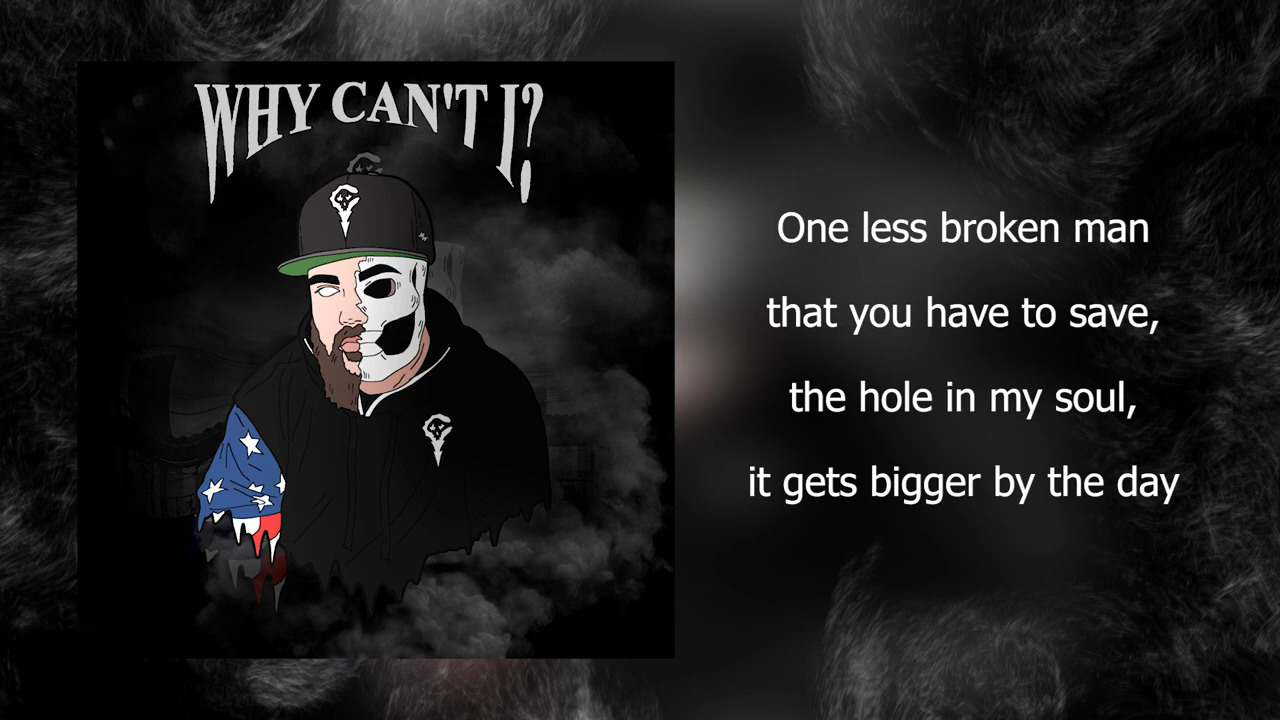 WHY CAN'T I?
One less broken man
that you have to save,
the hole in my soul,
it gets bigger by the day